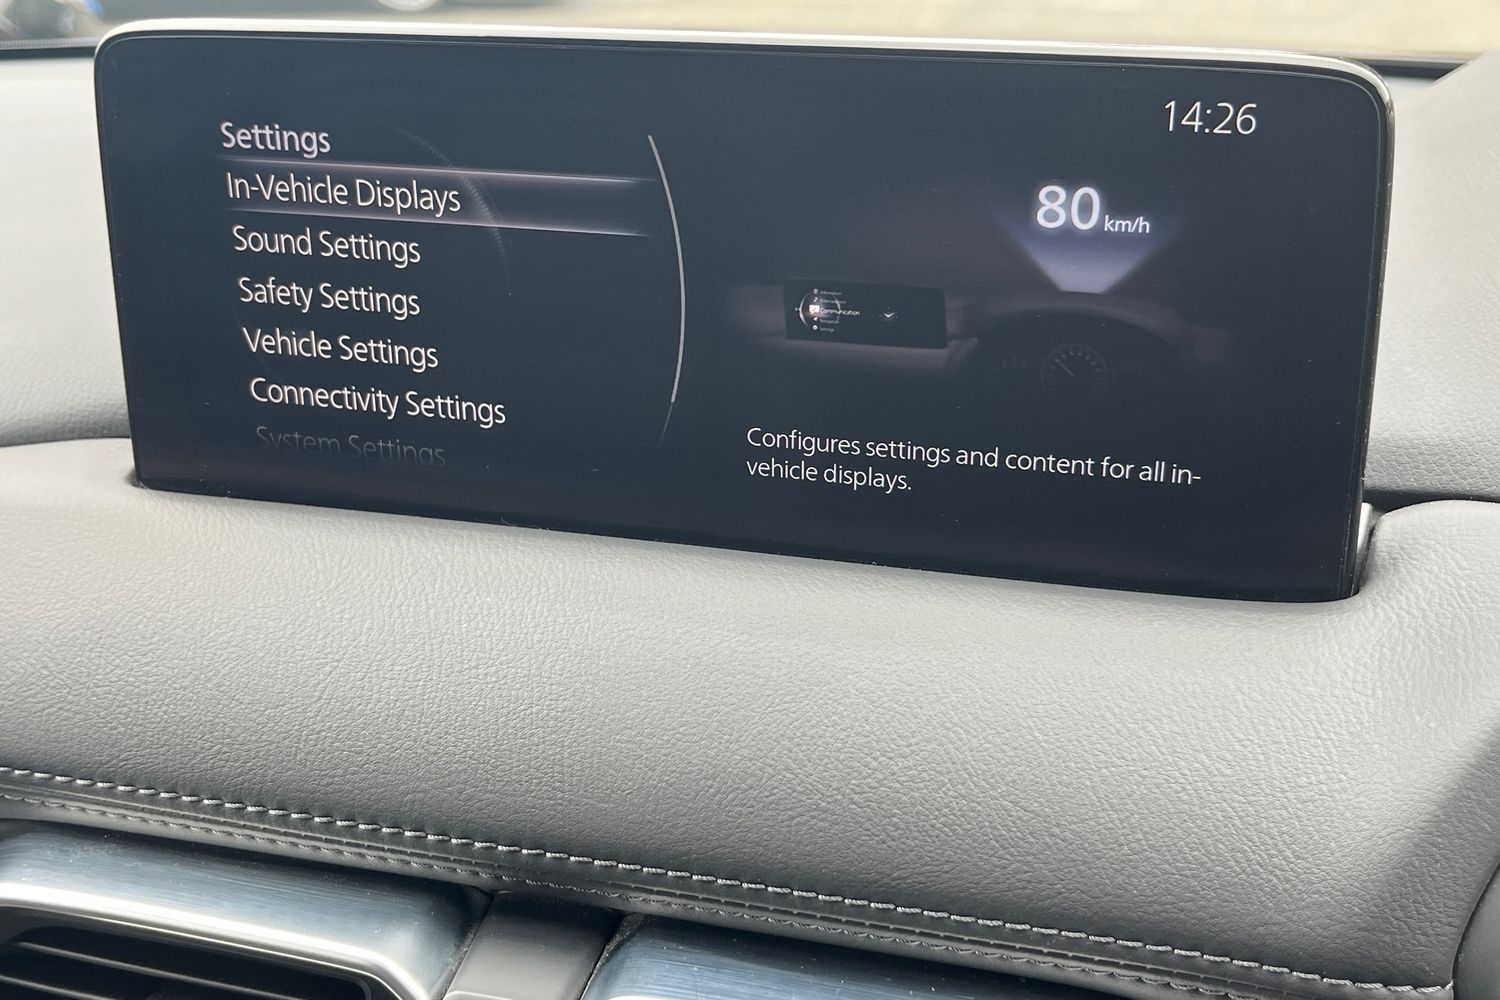 14:26
Settings
In-Vehicle Displays
Sound Settings
Safety Settings
Vehicle Settings
Connectivity Settings
System Settings
80 km/h
Communication
Configures settings and content for all in-
vehicle displays.